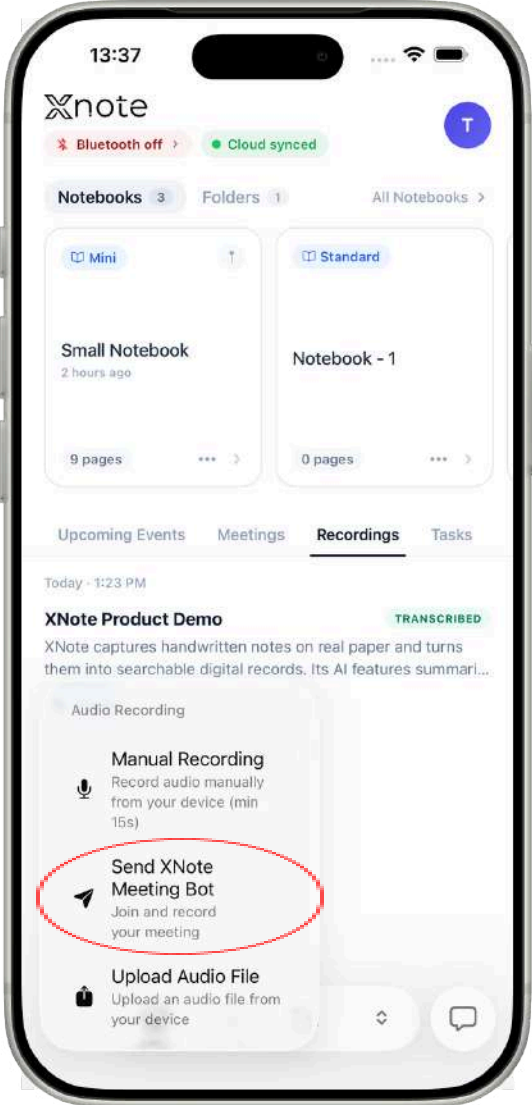 13:37
Xnote
T
Bluetooth off
Cloud synced
Notebooks 3 Folders 1 All Notebooks
Mini
Small Notebook
2 hours ago
9 pages
Standard
Notebook - 1
0 pages
Upcoming Events Meetings Recordings Tasks
Today · 1:23 PM
XNote Product Demo TRANSCRIBED
XNote captures handwritten notes on real paper and turns
them into searchable digital records. Its AI features summari...
Audio Recording
Manual Recording
Record audio manually
from your device (min
15s)
Send XNote
Meeting Bot
Join and record
your meeting
Upload Audio File
Upload an audio file from
your device